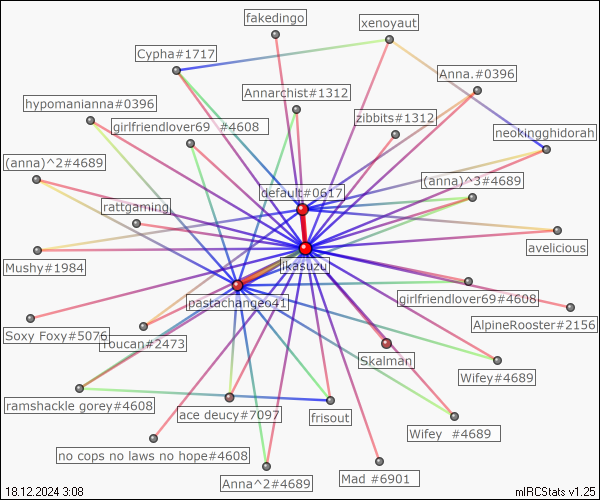 fakedingo
xenoyaut
Cypha#1717
Anna.#0396
Annarchist#1312
hypomanianna#0396
zibbits#1312
girlfriendlover69 #4608
neokingghidorah
(anna)^2#4689
default#0617
(anna)^3#4689
rattgaming
avelicious
Mushy#1984
ikasuzu
pastachangeo41
girlfriendlover69#4608
AlpineRooster#2156
Soxy Foxy#5076
Toucan#2473
Skalman
Wifey#4689
ramshackle gorey#4608
ace deucy#7097
frisout
Wifey #4689
no cops no laws no hope#4608
Mad #6901
Anna^2#4689
18.12.2024 3:08
mIRCStats v1.25